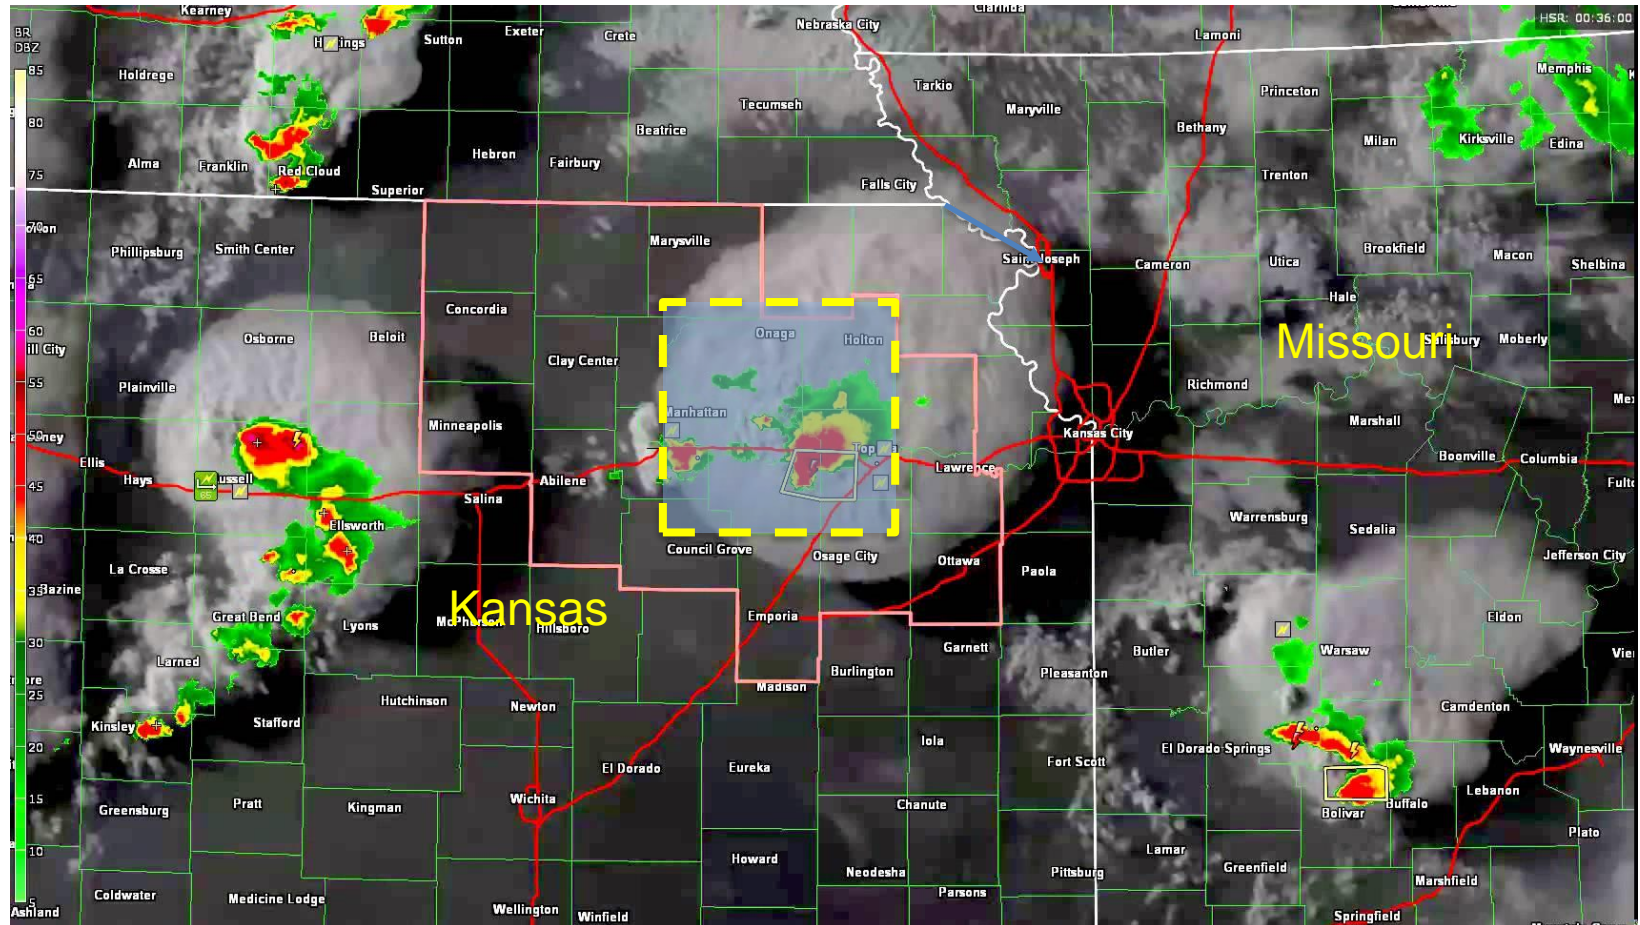 Kearney
Clarinda
HSR: 00:36:00
BR
DBZ
Sutton
Exeter
Crete
Nebraska City
Lamoni
85
Holdrege
Tarkio
Memphis
Tecumseh
Maryville
Princeton
80
Beatrice
Bethany
Milan
Kirksville
Edina
Alma
Franklin
Red Cloud
Hebron
Fairbury
75
Superior
Falls City
Trenton
70
Phillipsburg
Smith Center
Marysville
Saint Joseph
Cameron
Utica
Brookfield
Macon
Shelbina
65
Hale
Concordia
60
Osborne
Beloit
Onaga
Holton
Missouri
Salisbury
Moberly
ill City
Clay Center
55
Plainville
Richmond
Manhattan
Marshall
Minneapolis
50
Kansas City
Ellis
Hays
Russell
65
Salina
Abilene
Top
Lawrence
Boonville
Columbia
45
Warrensburg
Sedalia
Ellsworth
40
Council Grove
Osage City
Ottawa
Paola
Jefferson City
La Crosse
35
Bazine
Kansas
Great Bend
Lyons
McPherson
Hillsboro
Emporia
Eldon
30
Larned
Garnett
Butler
Warsaw
Burlington
Pleasanton
Madison
25
Hutchinson
Newton
Kinsley
Stafford
Camdenton
20
El Dorado
Eureka
Iola
Fort Scott
El Dorado Springs
Waynesville
15
Greensburg
Pratt
Kingman
Wichita
Chanute
Bolivar
Buffalo
Lebanon
Plato
10
Howard
Neodesha
Lamar
Pittsburg
Greenfield
Marshfield
Coldwater
Medicine Lodge
Parsons
5
Ashland
Wellington
Winfield
Springfield